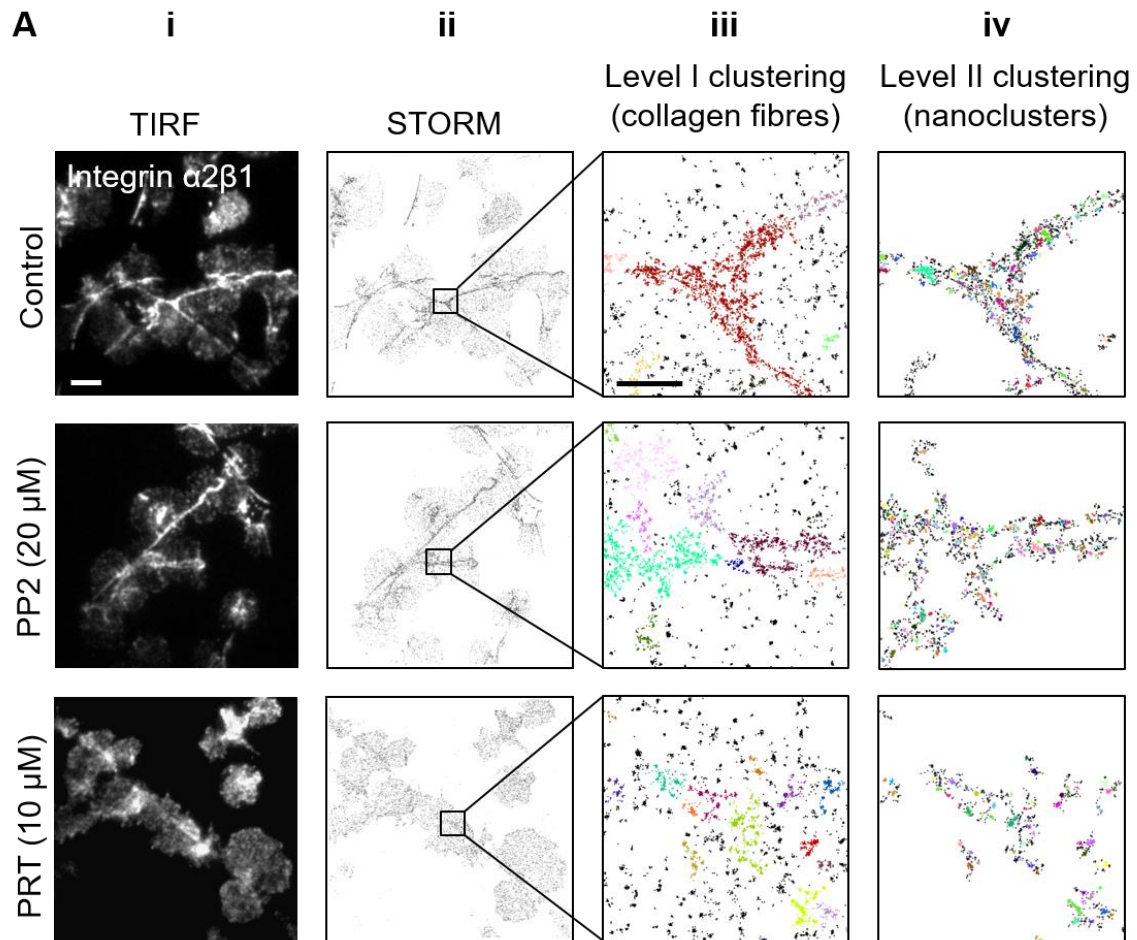 A
i
ii
iii
iv
TIRF
STORM
Level I clustering
(collagen fibres)
Level II clustering
(nanoclusters)
Control
Integrin α2β1
PP2 (20 µM)
PRT (10 µM)